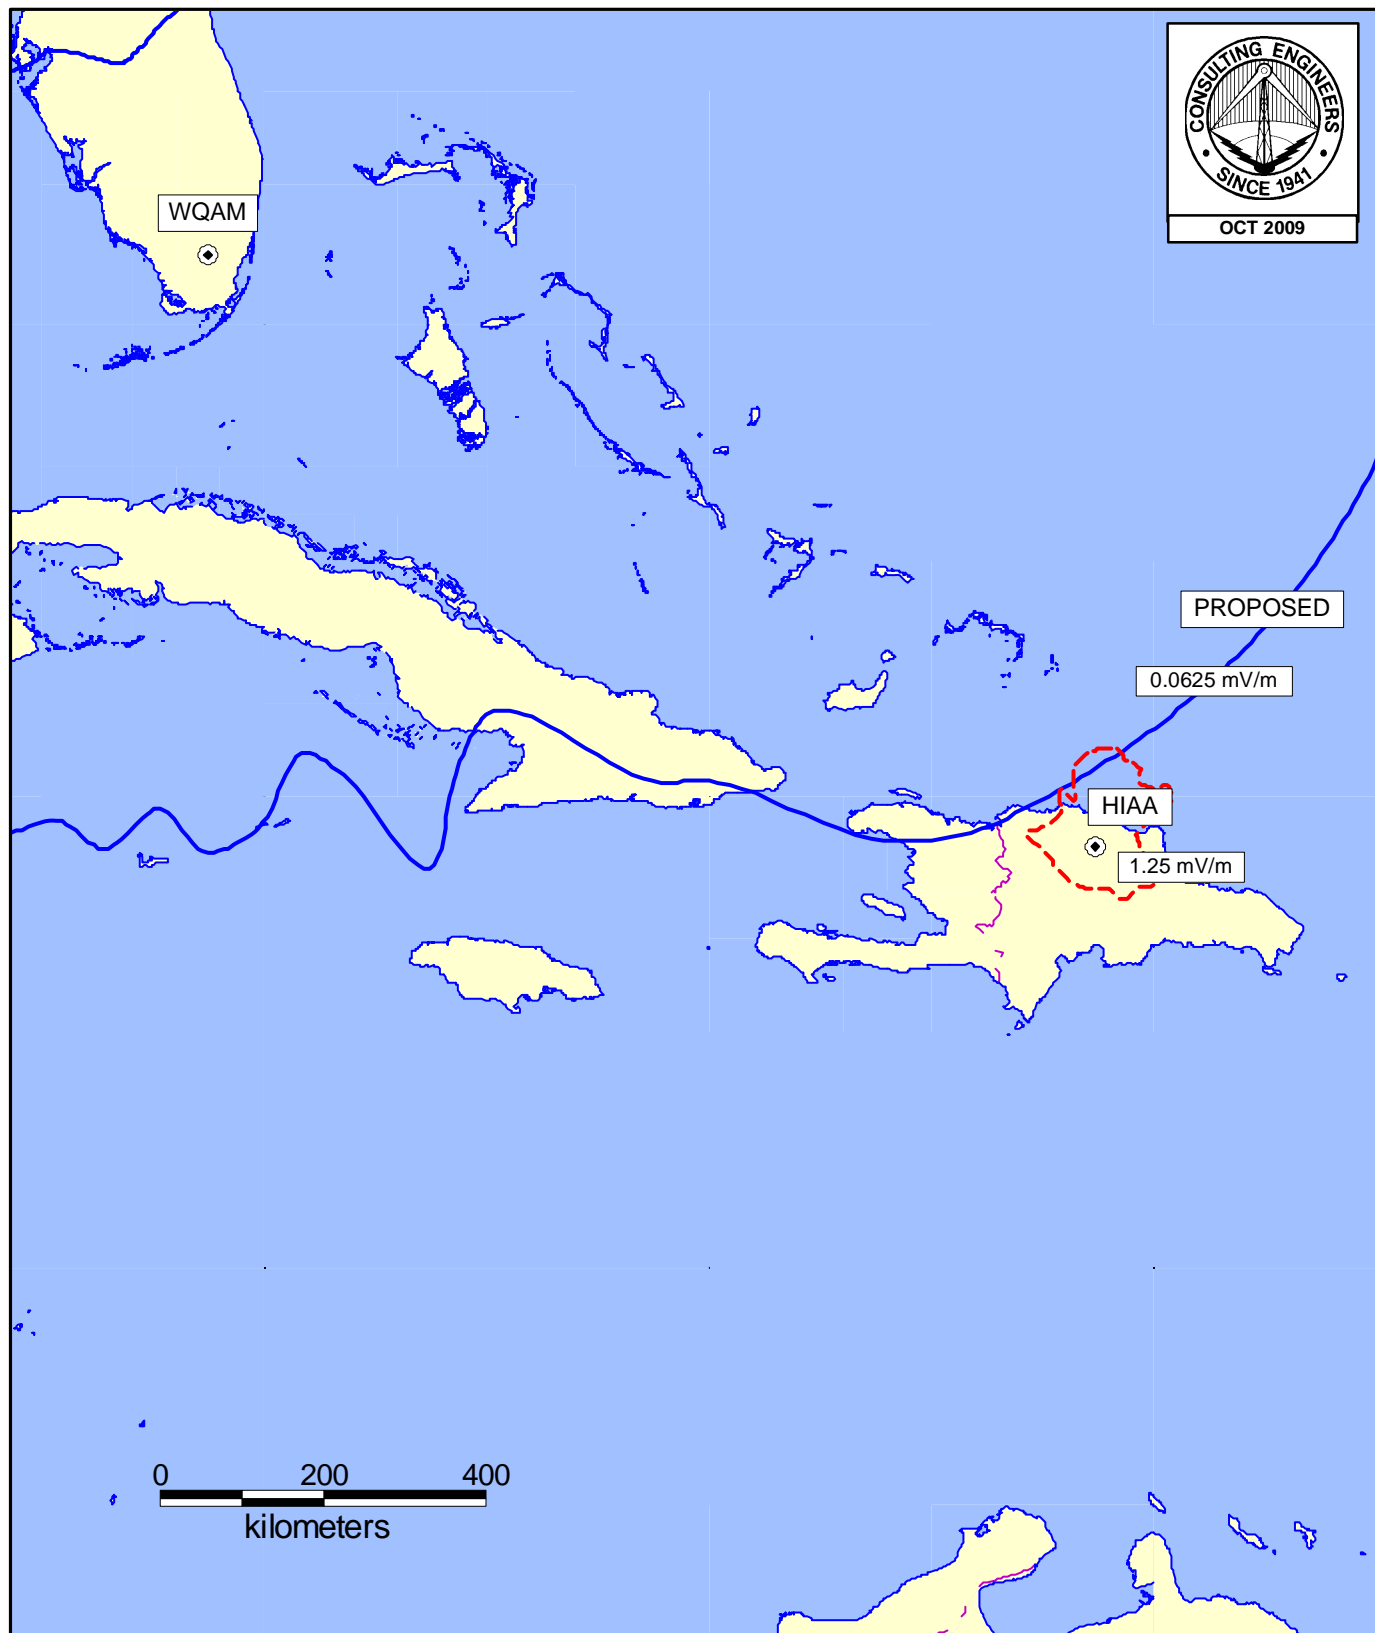 CONSULTING ENGINEERS
SINCE 1941
OCT 2009
WQAM
PROPOSED
0.0625 mV/m
HIAA
1.25 mV/m
0 200 400
kilometers